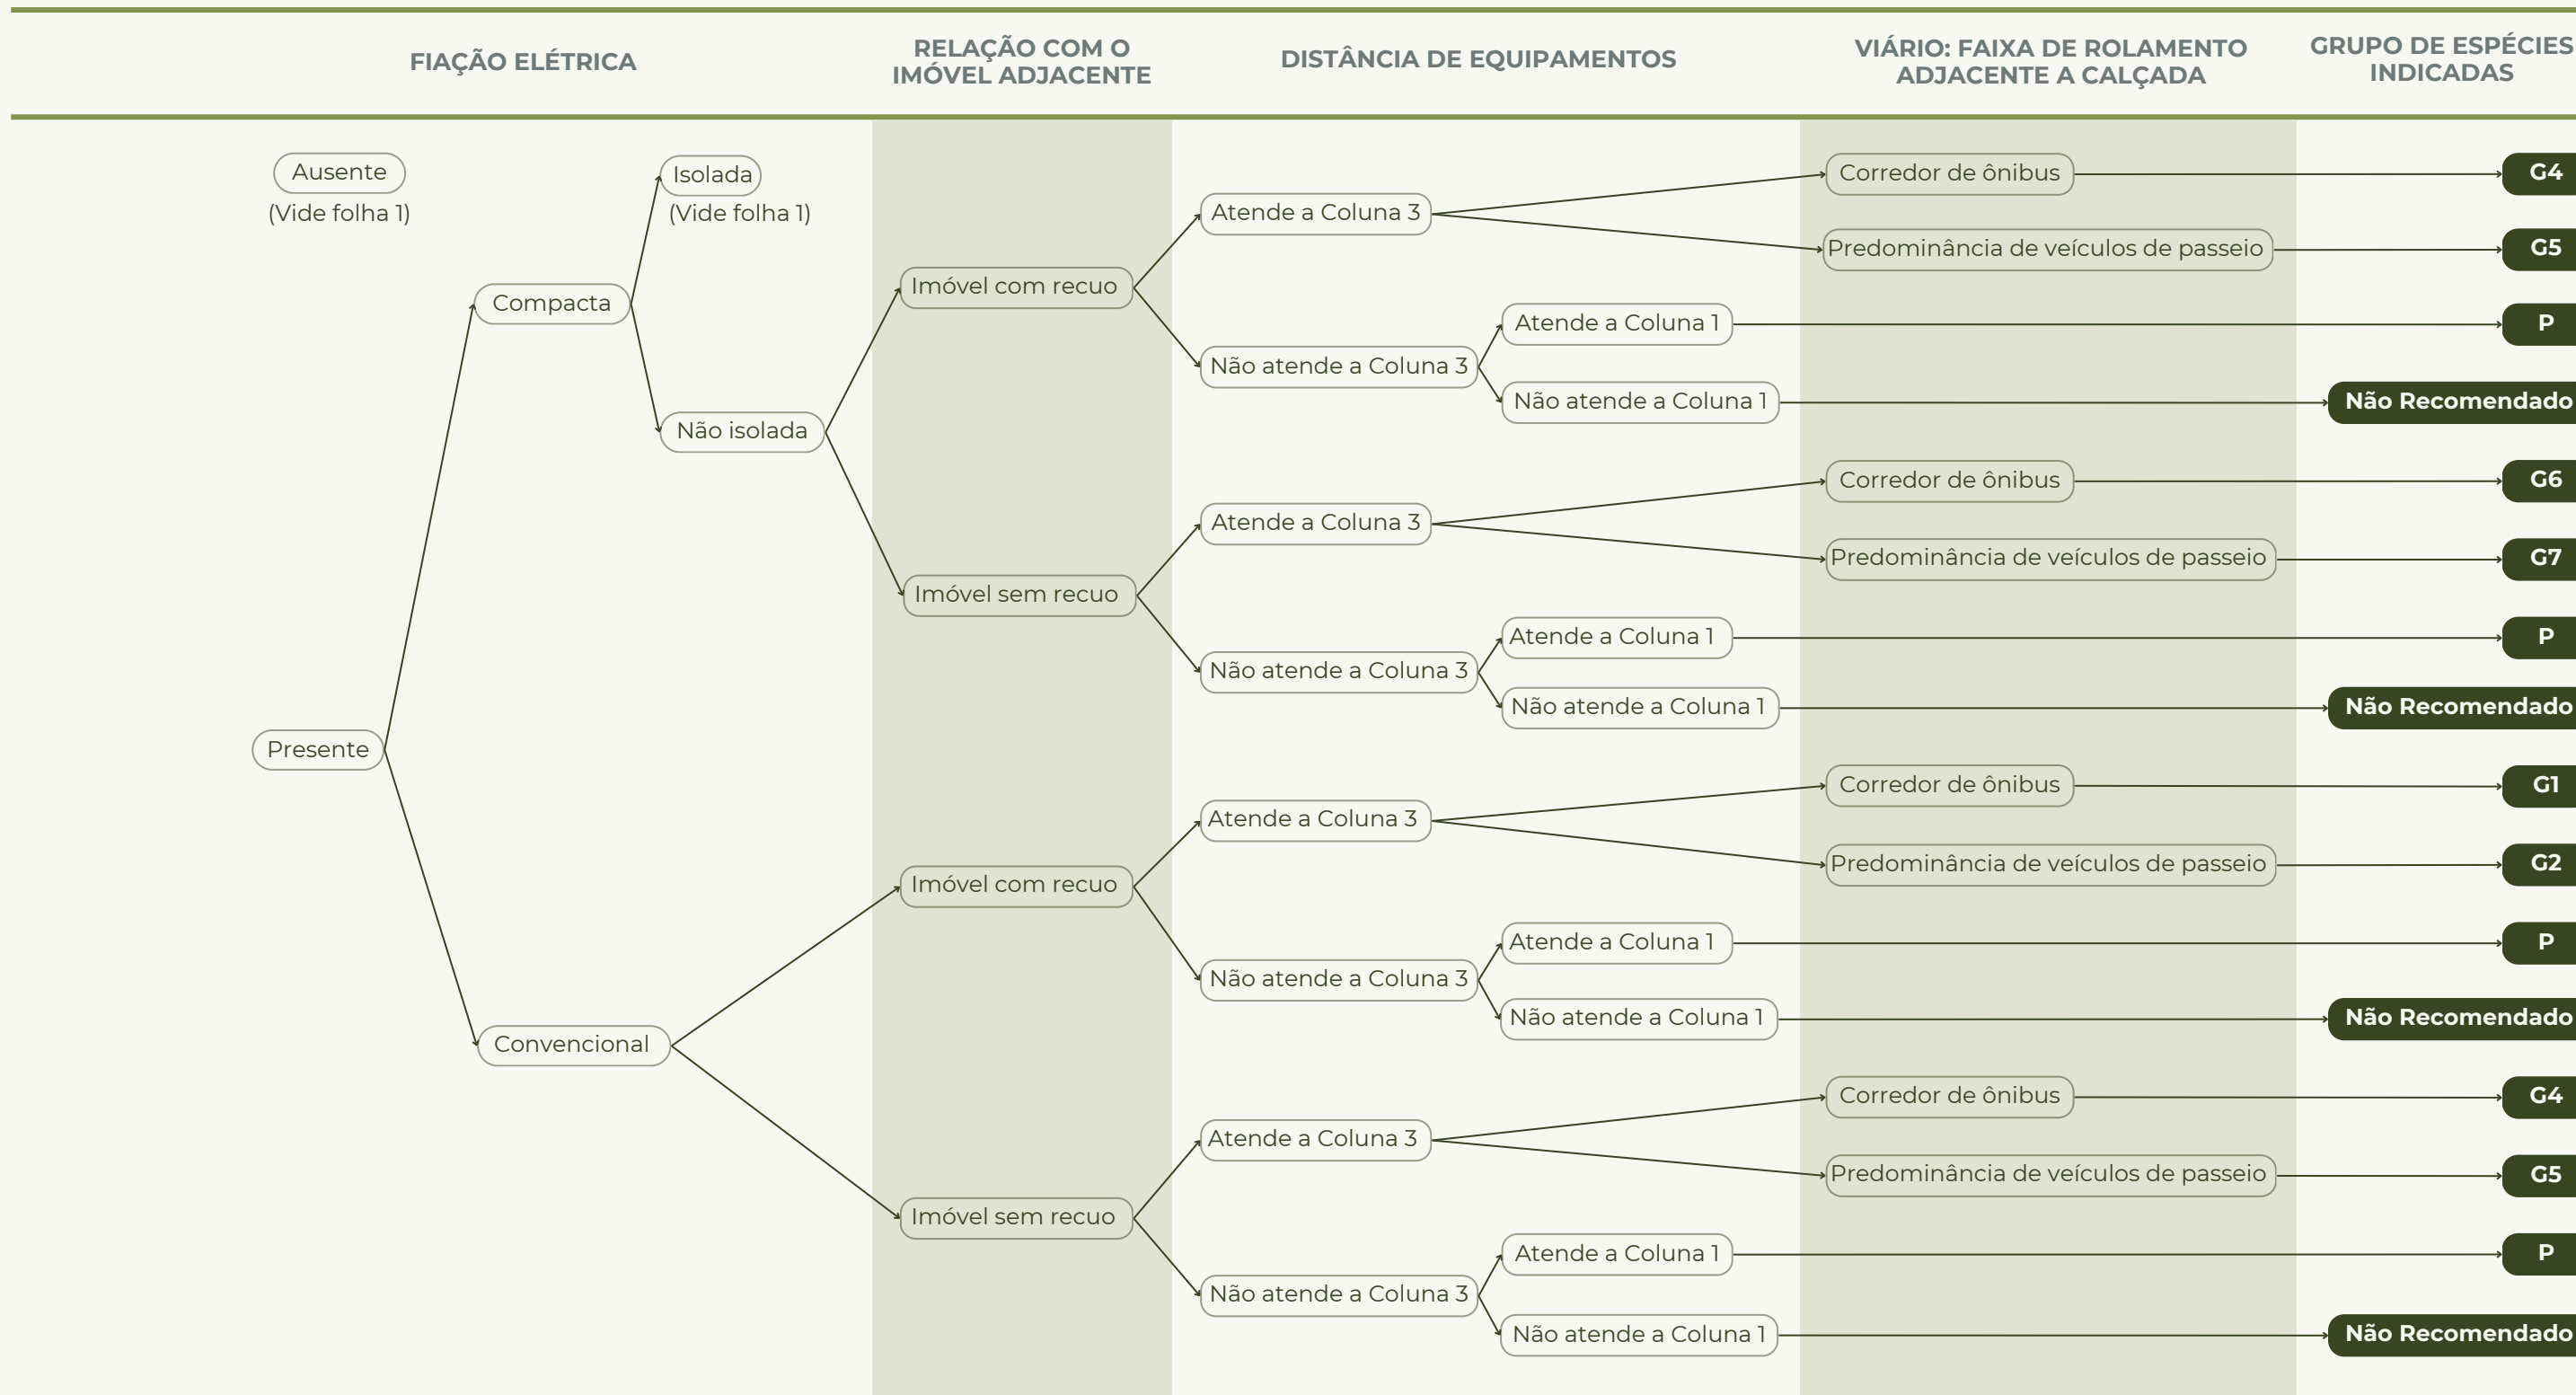 FIAÇÃO ELÉTRICA
RELAÇÃO COM O
IMÓVEL ADJACENTE
DISTÂNCIA DE EQUIPAMENTOS
VIÁRIO: FAIXA DE ROLAMENTO
ADJACENTE A CALÇADA
GRUPO DE ESPÉCIES
INDICADAS
Ausente
(Vide folha 1)
Isolada
(Vide folha 1)
Compacta
Não isolada
Presente
Convencional
Imóvel com recuo
Imóvel sem recuo
Imóvel com recuo
Imóvel sem recuo
Atende a Coluna 3
Corredor de ônibus
G4
Predominância de veículos de passeio
G5
Não atende a Coluna 3
Atende a Coluna 1
P
Não atende a Coluna 1
Não Recomendado
Atende a Coluna 3
Corredor de ônibus
G6
Predominância de veículos de passeio
G7
Não atende a Coluna 3
Atende a Coluna 1
P
Não atende a Coluna 1
Não Recomendado
Atende a Coluna 3
Corredor de ônibus
G1
Predominância de veículos de passeio
G2
Não atende a Coluna 3
Atende a Coluna 1
P
Não atende a Coluna 1
Não Recomendado
Atende a Coluna 3
Corredor de ônibus
G4
Predominância de veículos de passeio
G5
Não atende a Coluna 3
Atende a Coluna 1
P
Não atende a Coluna 1
Não Recomendado